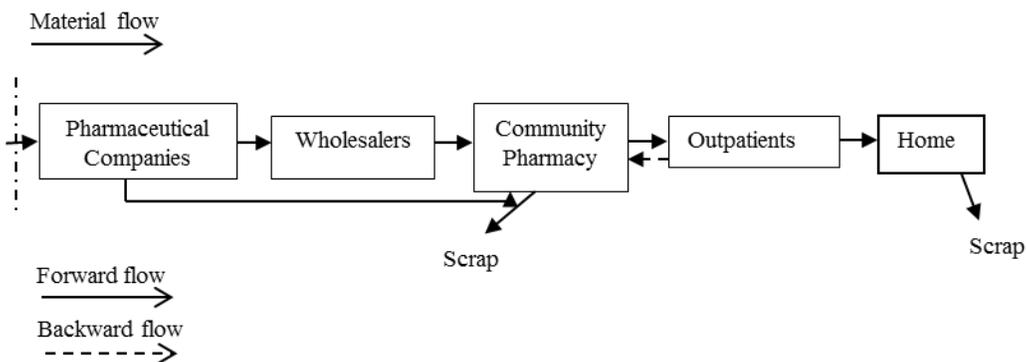 Material flow
Pharmaceutical
Companies
Wholesalers
Community
Pharmacy
Outpatients
Home
Scrap
Scrap
Forward flow
Backward flow